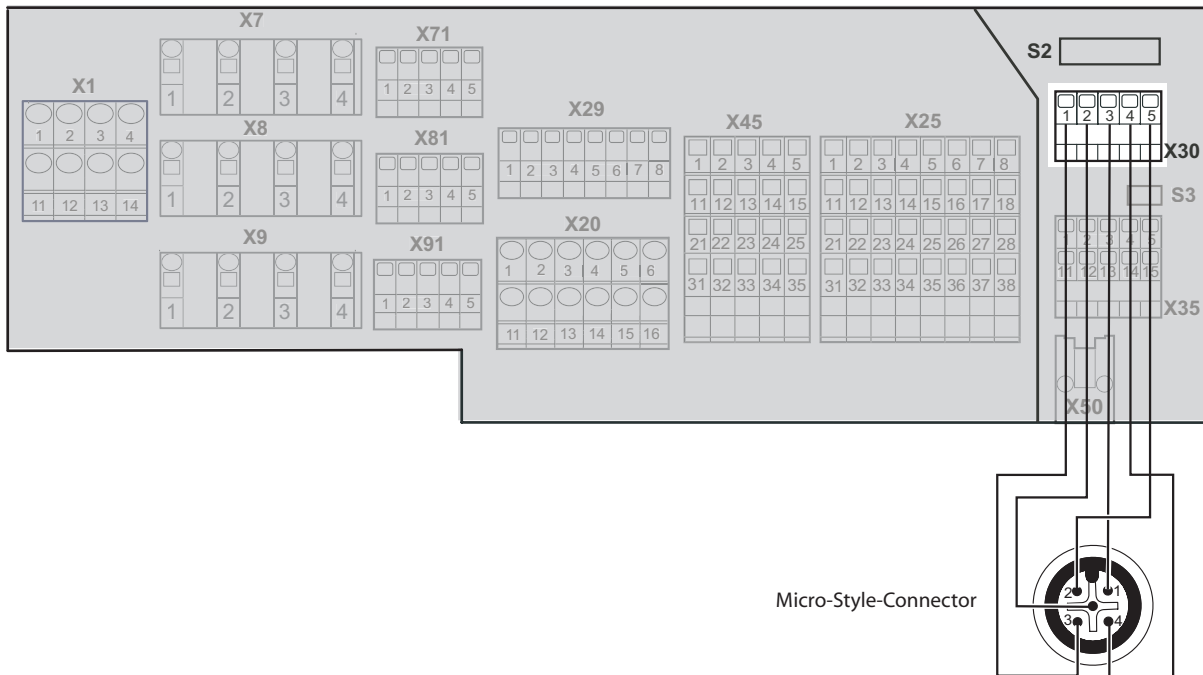 X1
1 2 3 4
11 12 13 14
X7
1 2 3 4
X8
1 2 3 4
X9
1 2 3 4
X71
1 2 3 4 5
X81
1 2 3 4 5
X91
1 2 3 4 5
X29
1 2 3 4 5 6 7 8
X20
1 2 3 4 5 6
11 12 13 14 15 16
X45
1 2 3 4 5
11 12 13 14 15
21 22 23 24 25
31 32 33 34 35
X25
1 2 3 4 5 6 7 8
11 12 13 14 15 16 17 18
21 22 23 24 25 26 27 28
31 32 33 34 35 36 37 38
S2
1 2 3 4 5
X30
S3
1 2 3 4 5
11 12 13 14 15
X35
X50
Micro-Style-Connector
2 1
3 4